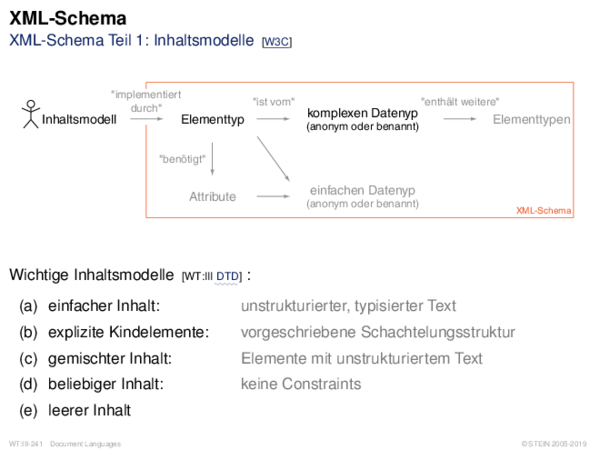 XML-Schema
XML-Schema Teil 1: Inhaltsmodelle [W3C]
"implementiert
durch"
"ist vom"
"enthält weitere"
Inhaltsmodell
Elementtyp
komplexen Datenyp
(anonym oder benannt)
Elementtypen
"benötigt"
Attribute
einfachen Datenyp
(anonym oder benannt)
XML-Schema
Wichtige Inhaltsmodelle [WT:III DTD] :
(a) einfacher Inhalt: unstrukturierter, typisierter Text
(b) explizite Kindelemente: vorgeschriebene Schachtelungsstruktur
(c) gemischter Inhalt: Elemente mit unstrukturiertem Text
(d) beliebiger Inhalt: keine Constraints
(e) leerer Inhalt
WT:III-241 Document Languages © STEIN 2005-2019